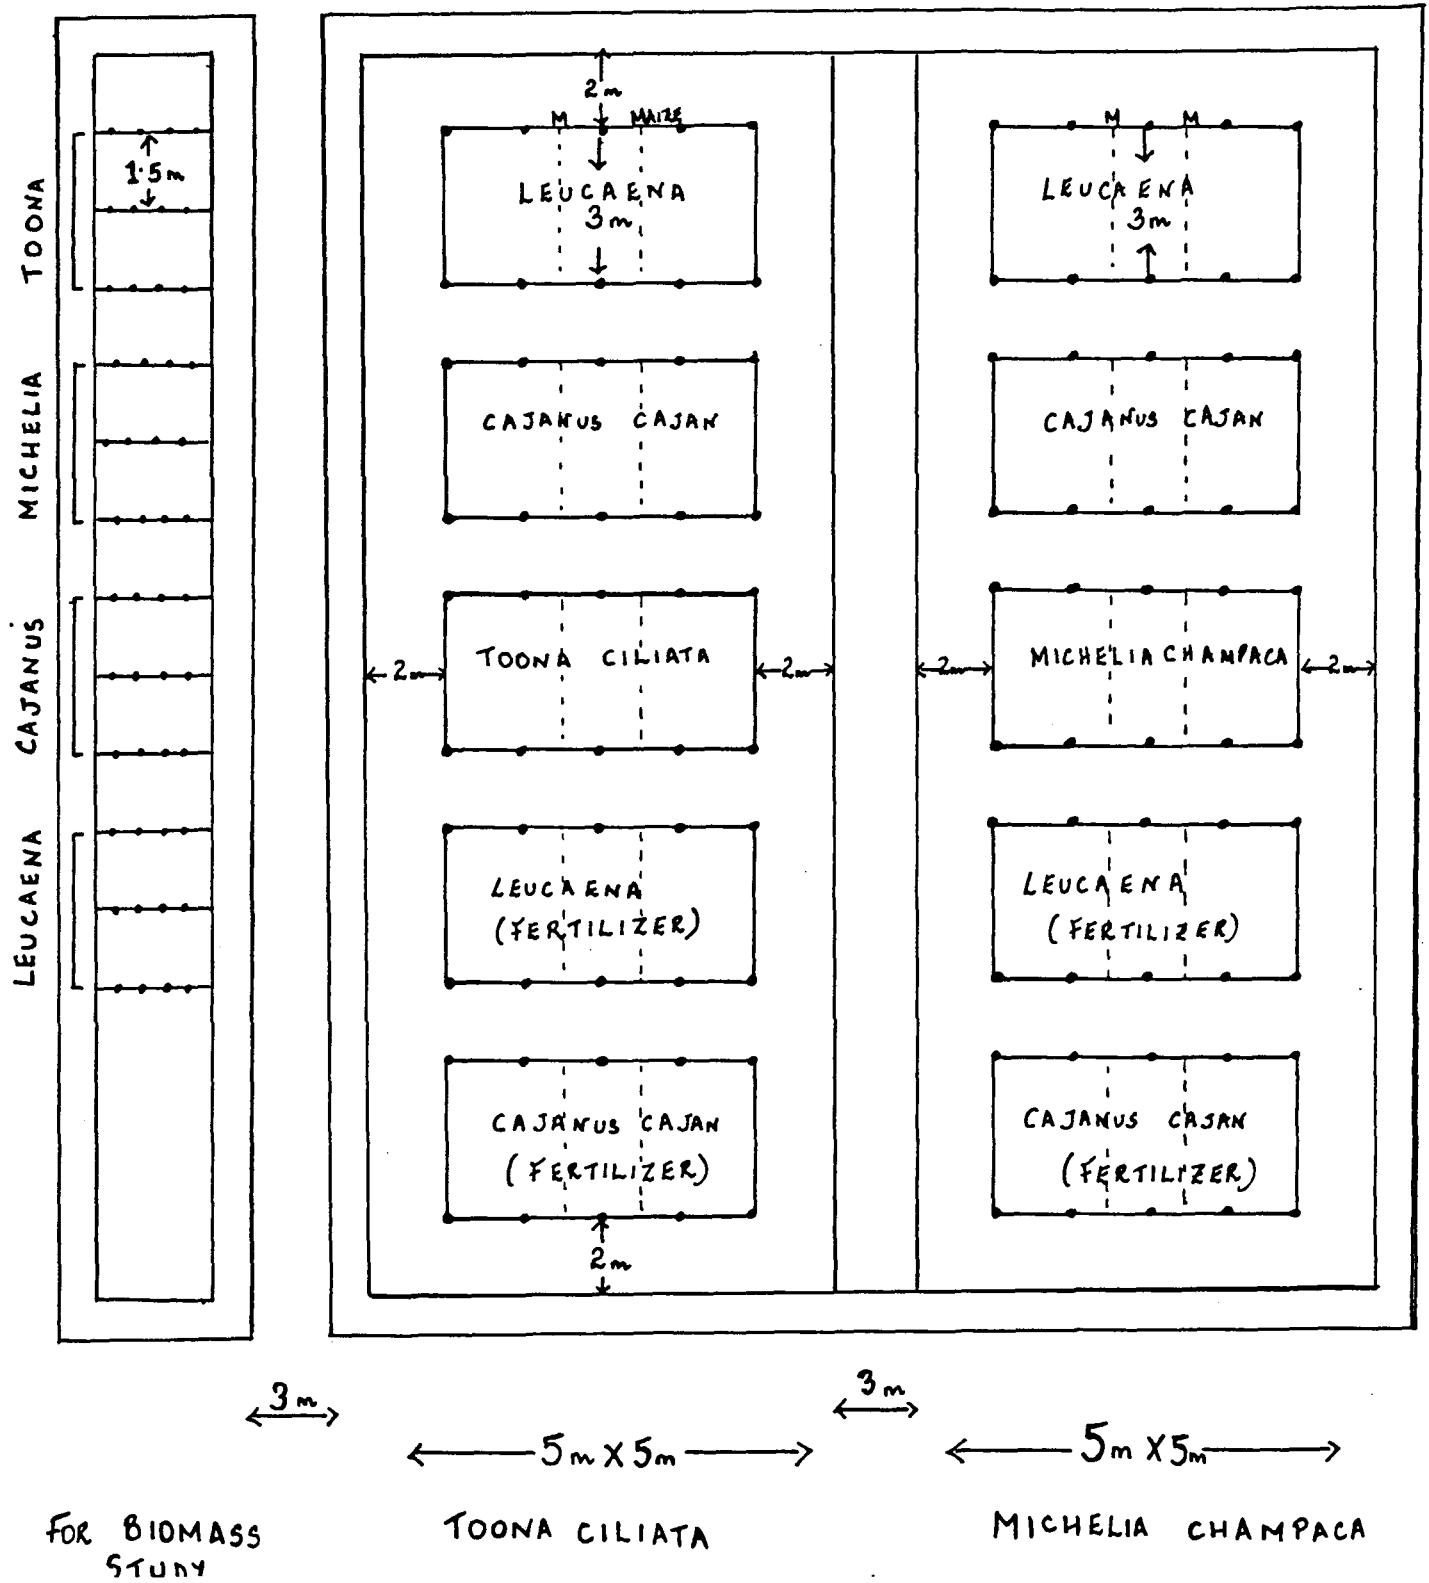 TOONA
MICHELIA
CAJANUS
LEUCAENA
1.5m
2m
M MAIZE
LEUCAENA
3m
CAJANUS CAJAN
2m TOONA CILIATA 2m
LEUCAENA
(FERTILIZER)
CAJANUS CAJAN
(FERTILIZER)
2m
M M
LEUCAENA
3m
CAJANUS CAJAN
2m MICHELIA CHAMPACA 2m
LEUCAENA
(FERTILIZER)
CAJANUS CAJAN
(FERTILIZER)
3m
3m
5m X 5m
5m X 5m
FOR BIOMASS
STUDY
TOONA CILIATA
MICHELIA CHAMPACA